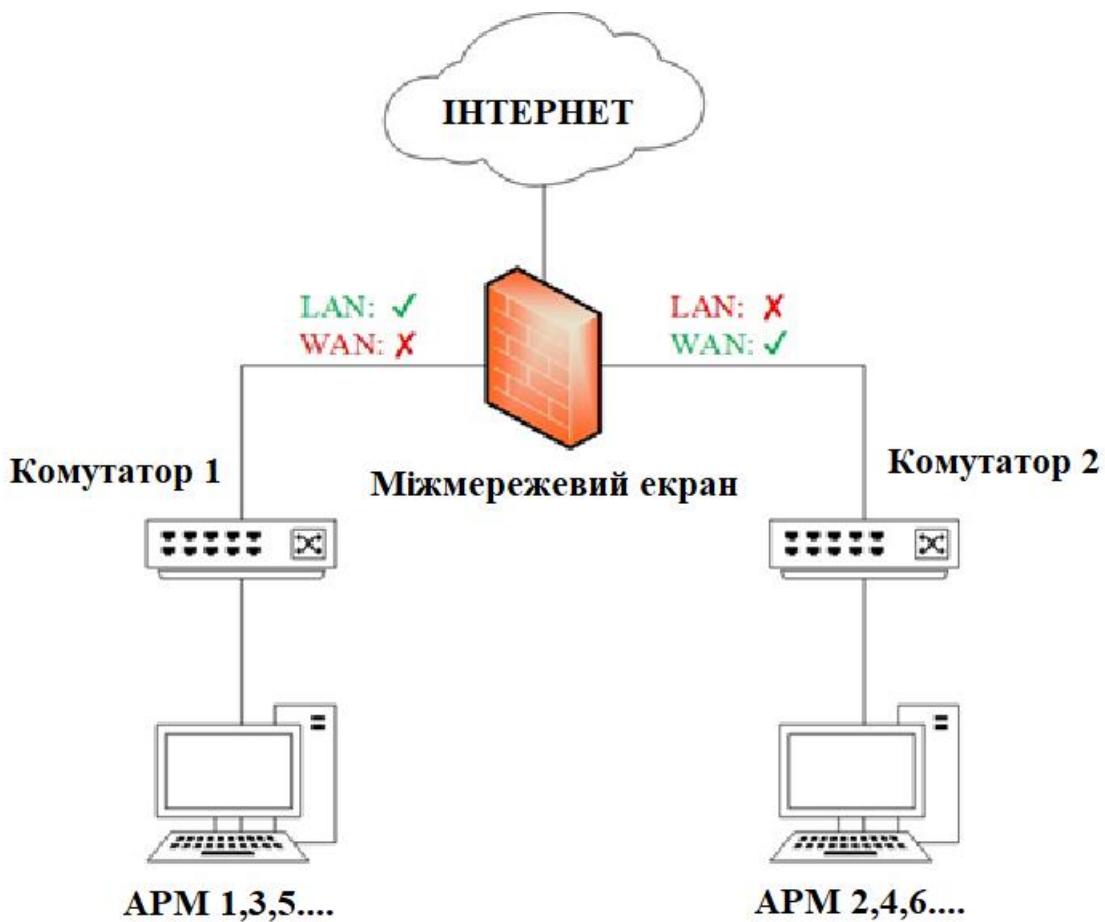 ІНТЕРНЕТ
LAN: ✓
WAN: ✗
LAN: ✗
WAN: ✓
Комутатор 1
Міжмережевий екран
Комутатор 2
АРМ 1,3,5....
АРМ 2,4,6....